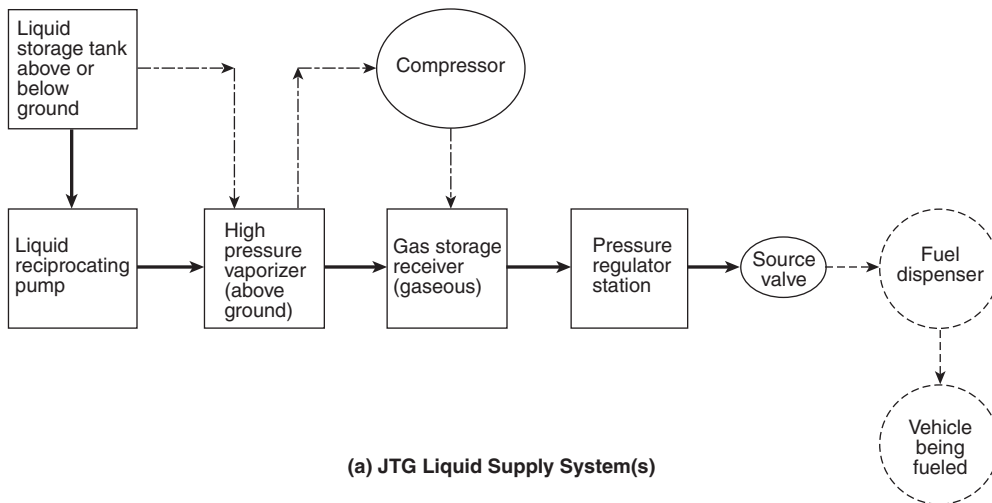 Liquid
storage tank
above or
below
ground
Compressor
Liquid
reciprocating
pump
High
pressure
vaporizer
(above
ground)
Gas storage
receiver
(gaseous)
Pressure
regulator
station
Source
valve
Fuel
dispenser
Vehicle
being
fueled
(a) JTG Liquid Supply System(s)